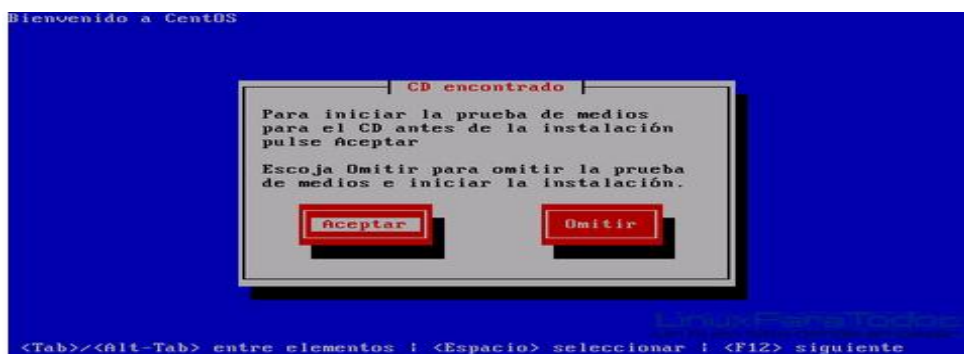 Bienvenido a CentOS
CD encontrado
Para iniciar la prueba de medios
para el CD antes de la instalación
pulse Aceptar
Escoja Omitir para omitir la prueba
de medios e iniciar la instalación.
Aceptar
Omitir
LinuxParaTodos
<Tab>/<Alt-Tab> entre elementos | <Espacio> seleccionar | <F12> siguiente